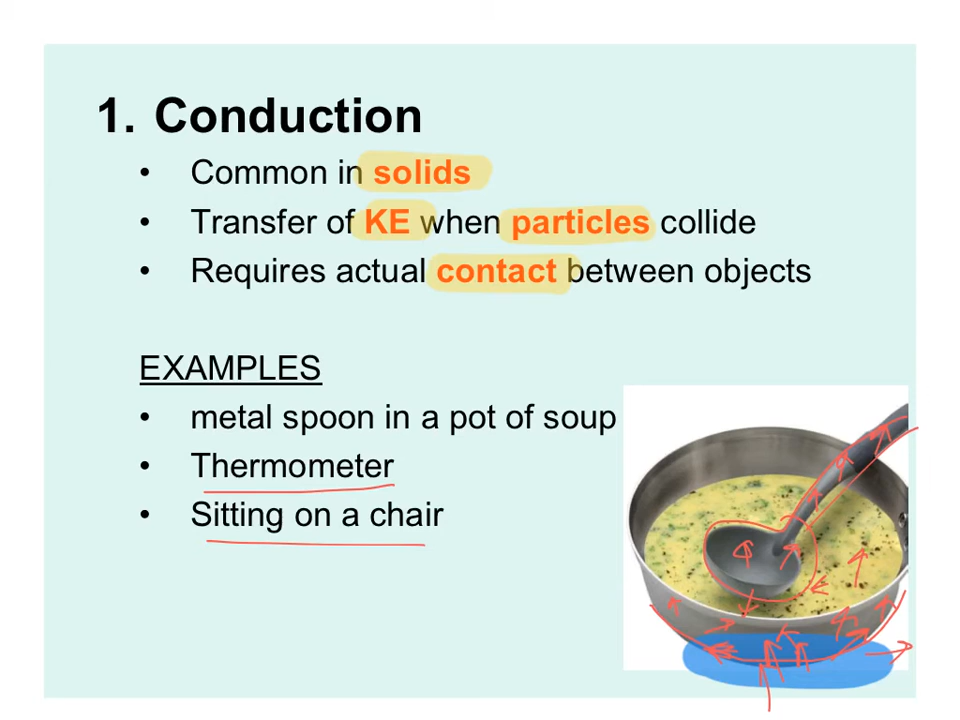 1. Conduction
• Common in solids
• Transfer of KE when particles collide
• Requires actual contact between objects
EXAMPLES
• metal spoon in a pot of soup
• Thermometer
• Sitting on a chair